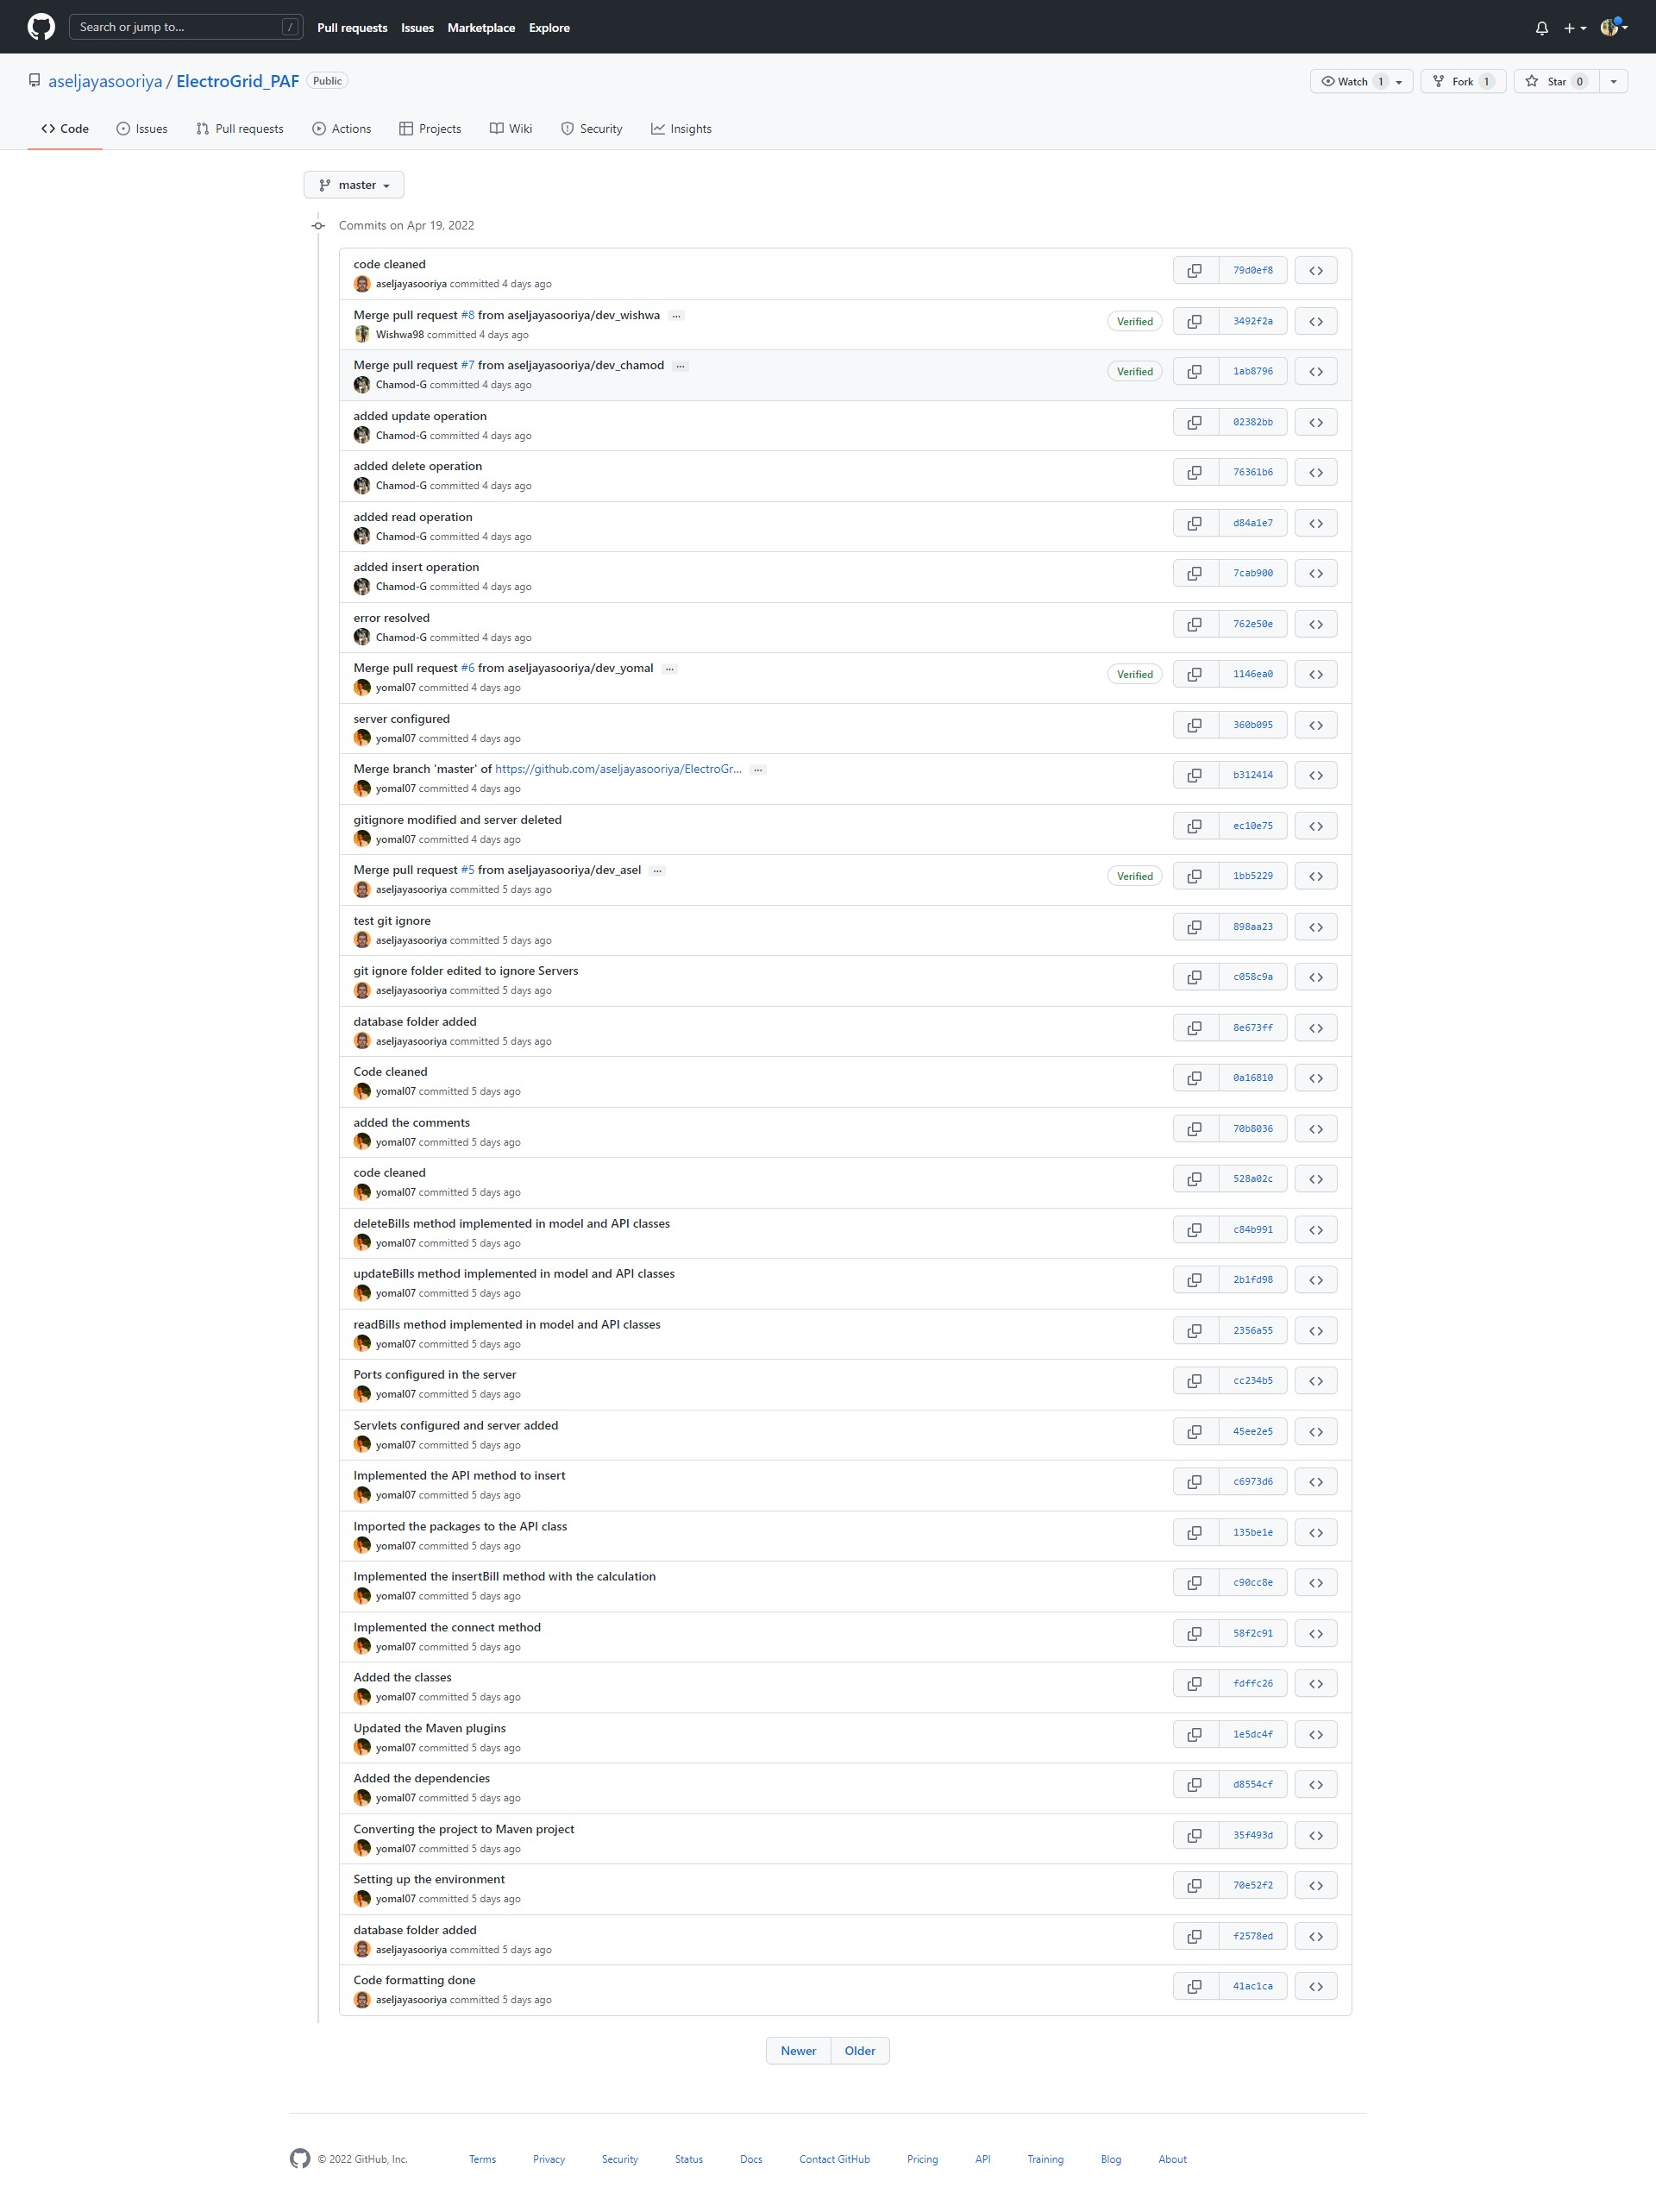 Search or jump to... /
Pull requests Issues Marketplace Explore
aseljayasooriya / ElectroGrid_PAF Public
Watch 1 Fork 1 Star 0
Code Issues Pull requests Actions Projects Wiki Security Insights
master
Commits on Apr 19, 2022
code cleaned
aseljayasooriya committed 4 days ago
79d0ef8
Merge pull request #8 from aseljayasooriya/dev_wishwa ...
Wishwa98 committed 4 days ago
Verified 3492f2a
Merge pull request #7 from aseljayasooriya/dev_chamod ...
Chamod-G committed 4 days ago
Verified 1ab8796
added update operation
Chamod-G committed 4 days ago
02382bb
added delete operation
Chamod-G committed 4 days ago
76361b6
added read operation
Chamod-G committed 4 days ago
d84a1e7
added insert operation
Chamod-G committed 4 days ago
7cab900
error resolved
Chamod-G committed 4 days ago
762e50e
Merge pull request #6 from aseljayasooriya/dev_yomal ...
yomal07 committed 4 days ago
Verified 1146ea0
server configured
yomal07 committed 4 days ago
360b095
Merge branch 'master' of https://github.com/aseljayasooriya/ElectroGr... ...
yomal07 committed 4 days ago
b312414
gitignore modified and server deleted
yomal07 committed 4 days ago
ec10e75
Merge pull request #5 from aseljayasooriya/dev_asel ...
aseljayasooriya committed 5 days ago
Verified 1bb5229
test git ignore
aseljayasooriya committed 5 days ago
898aa23
git ignore folder edited to ignore Servers
aseljayasooriya committed 5 days ago
c058c9a
database folder added
aseljayasooriya committed 5 days ago
8e673ff
Code cleaned
yomal07 committed 5 days ago
0a16810
added the comments
yomal07 committed 5 days ago
70b8036
code cleaned
yomal07 committed 5 days ago
528a02c
deleteBills method implemented in model and API classes
yomal07 committed 5 days ago
c84b991
updateBills method implemented in model and API classes
yomal07 committed 5 days ago
2b1fd98
readBills method implemented in model and API classes
yomal07 committed 5 days ago
2356a55
Ports configured in the server
yomal07 committed 5 days ago
cc234b5
Servlets configured and server added
yomal07 committed 5 days ago
45ee2e5
Implemented the API method to insert
yomal07 committed 5 days ago
c6973d6
Imported the packages to the API class
yomal07 committed 5 days ago
135be1e
Implemented the insertBill method with the calculation
yomal07 committed 5 days ago
c90cc8e
Implemented the connect method
yomal07 committed 5 days ago
58f2c91
Added the classes
yomal07 committed 5 days ago
fdffc26
Updated the Maven plugins
yomal07 committed 5 days ago
1e5dc4f
Added the dependencies
yomal07 committed 5 days ago
d8554cf
Converting the project to Maven project
yomal07 committed 5 days ago
35f493d
Setting up the environment
yomal07 committed 5 days ago
70e52f2
database folder added
aseljayasooriya committed 5 days ago
f2578ed
Code formatting done
aseljayasooriya committed 5 days ago
41ac1ca
Newer Older
© 2022 GitHub, Inc. Terms Privacy Security Status Docs Contact GitHub Pricing API Training Blog About